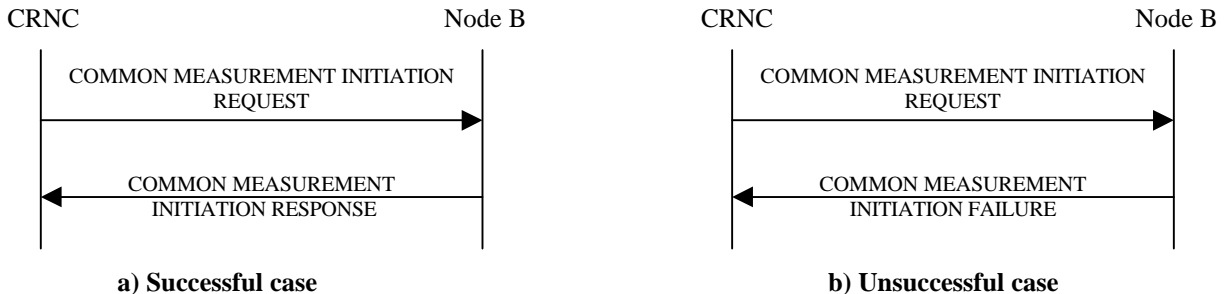 CRNC
Node B
COMMON MEASUREMENT INITIATION
REQUEST
COMMON MEASUREMENT
INITIATION RESPONSE
a) Successful case
CRNC
Node B
COMMON MEASUREMENT INITIATION
REQUEST
COMMON MEASUREMENT
INITIATION FAILURE
b) Unsuccessful case